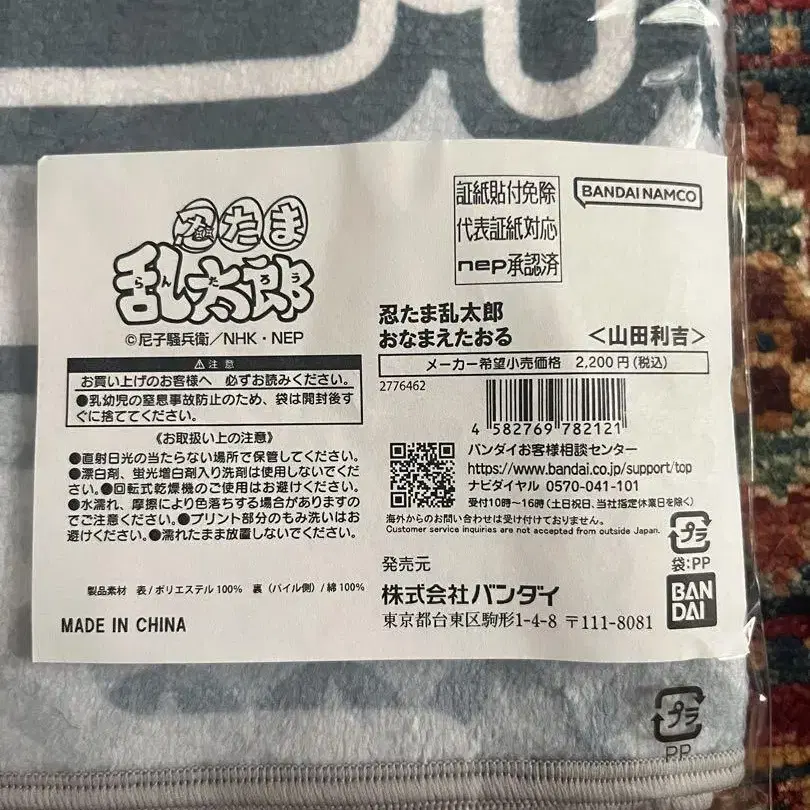 忍たま
乱太郎
らんたろう
©尼子騒兵衛／NHK・NEP
⚠注 意
お買い上げのお客様へ 必ずお読みください。
●乳幼児の窒息事故防止のため、袋は開封後す
ぐに捨ててください。
《お取扱い上の注意》
●直射日光の当たらない場所で保管してください。
●漂白剤、蛍光増白剤入り洗剤は使用しないでくだ
さい。●回転式乾燥機のご使用はお避けください。
●水濡れ、摩擦により色落ちする場合がありますの
でご注意ください。●プリント部分のもみ洗いはお
避けください。●濡れたまま放置しないでください。
製品素材 表/ポリエステル100% 裏（パイル側）/綿100%
MADE IN CHINA
証紙貼付免除
代表証紙対応
nep承認済
BANDAI NAMCO
忍たま乱太郎
おなまえたおる ＜山田利吉＞
メーカー希望小売価格 2,200円(税込)
2776462
4 582769 782121
バンダイお客様相談センター
https://www.bandai.co.jp/support/top
ナビダイヤル 0570-041-101
受付10時〜16時(土日祝日、当社指定休業日を除く)
海外からのお問い合わせは受け付けておりません。
Customer service inquiries are not accepted from outside Japan.
プラ
袋:PP
発売元
株式会社バンダイ
東京都台東区駒形1-4-8 〒111-8081
BAN
DAI
プラ
PP